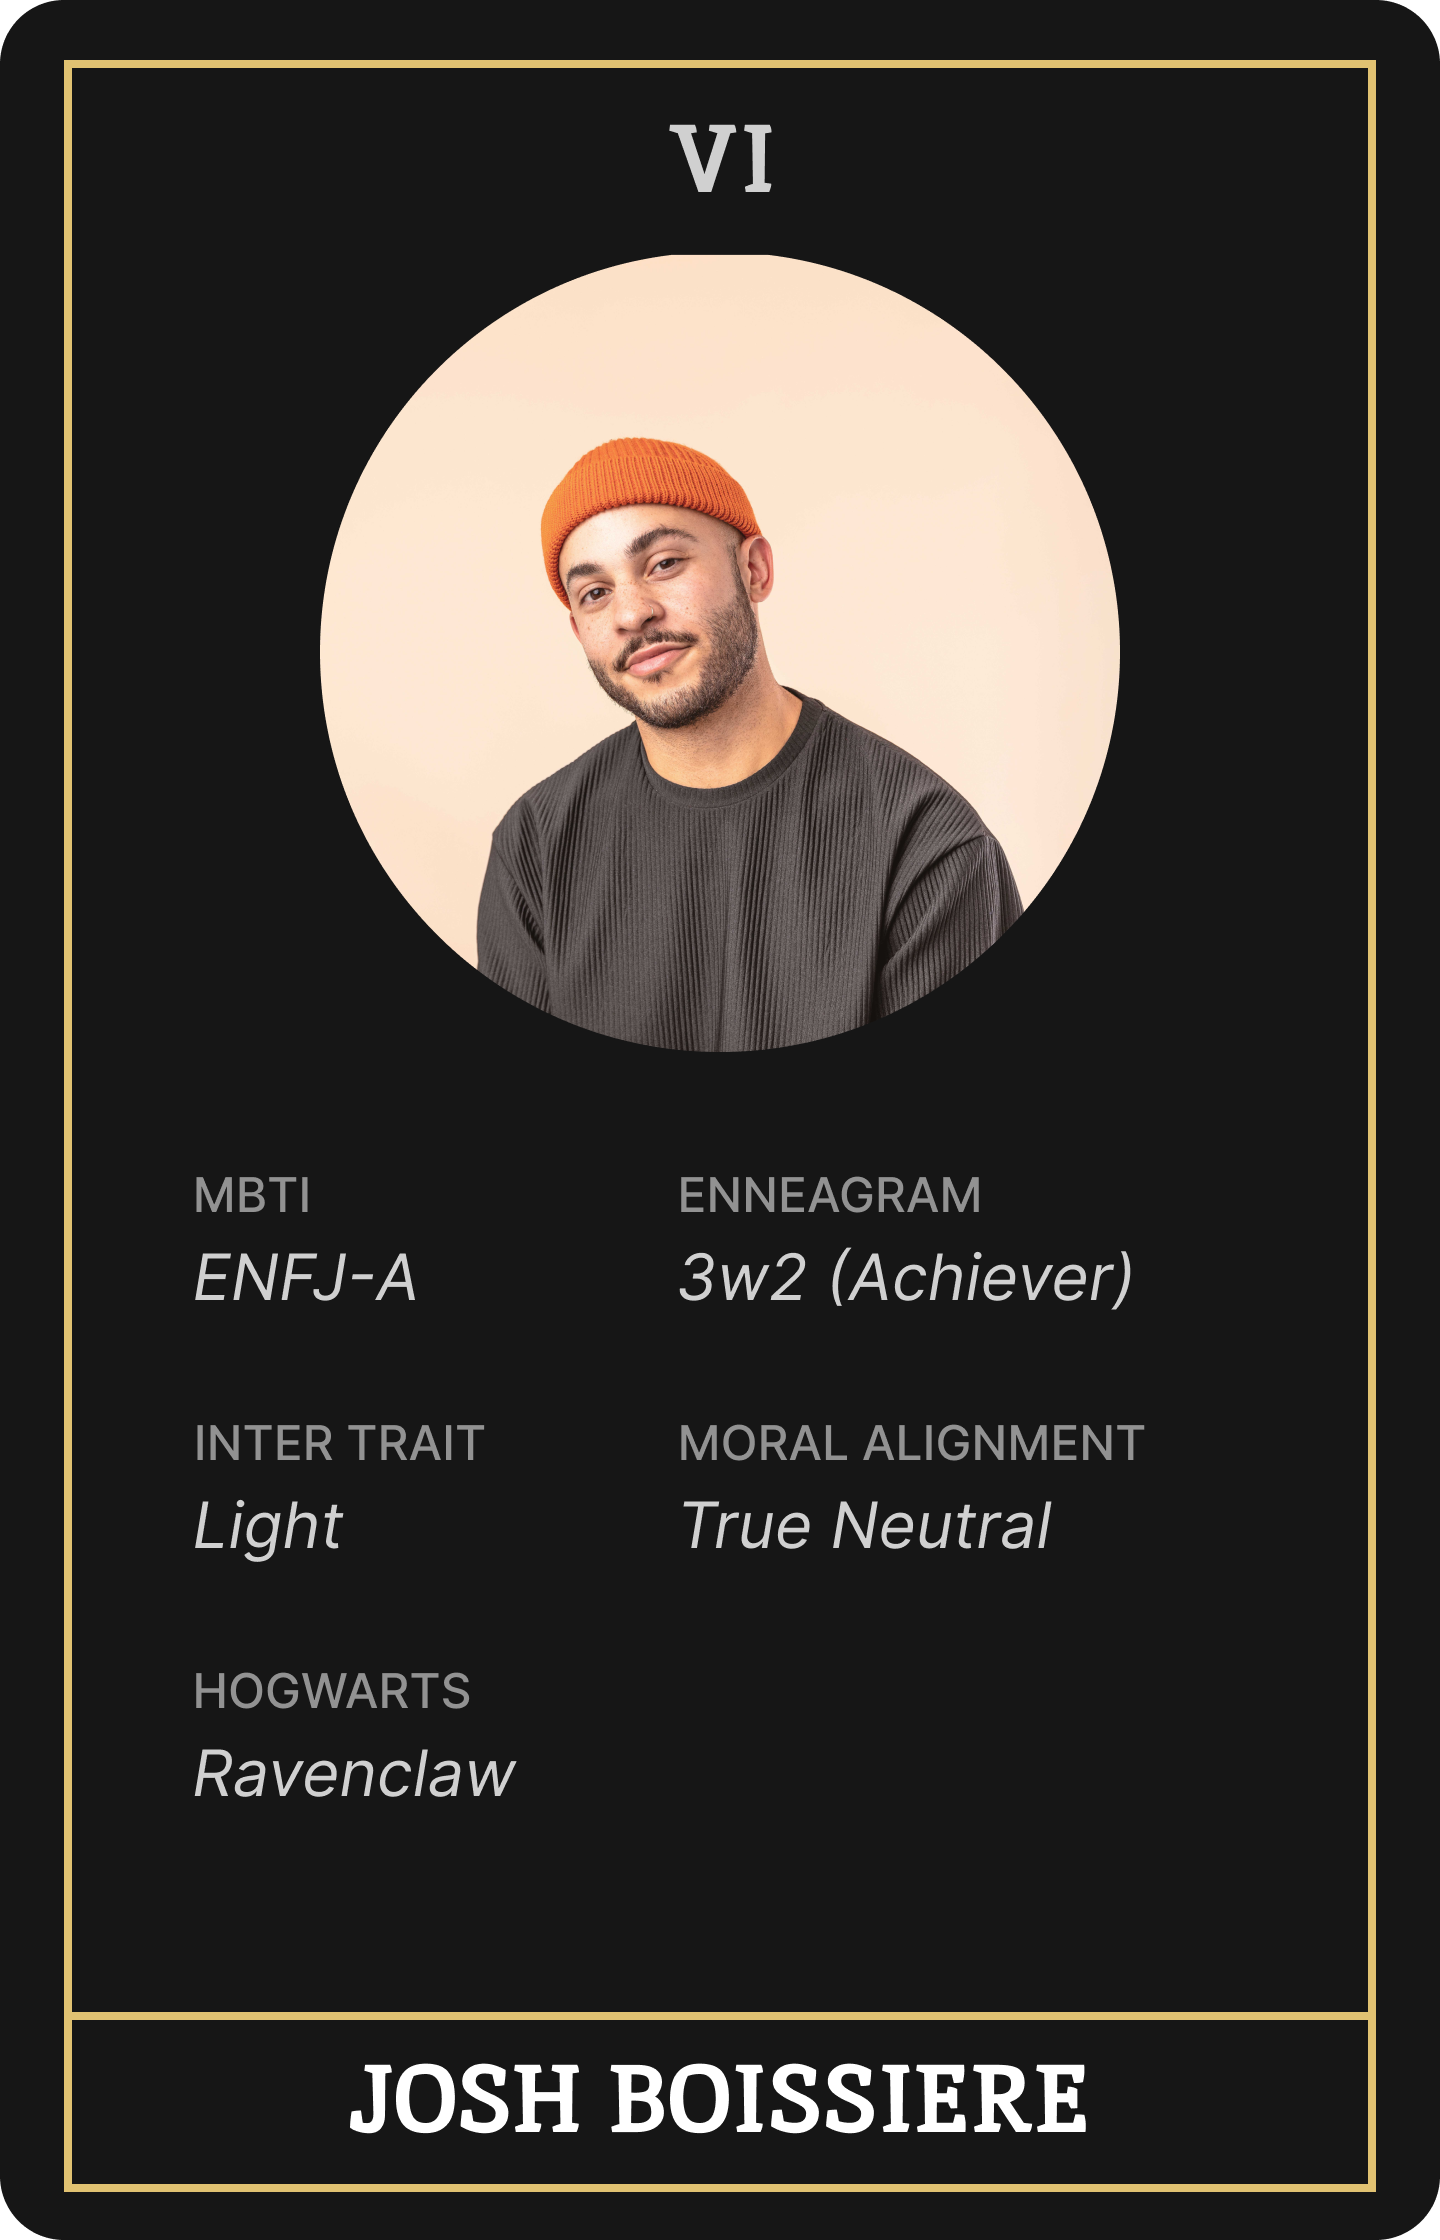 VI
MBTI
ENFJ-A
ENNEAGRAM
3w2 (Achiever)
INTER TRAIT
Light
MORAL ALIGNMENT
True Neutral
HOGWARTS
Ravenclaw
JOSH BOISSIERE